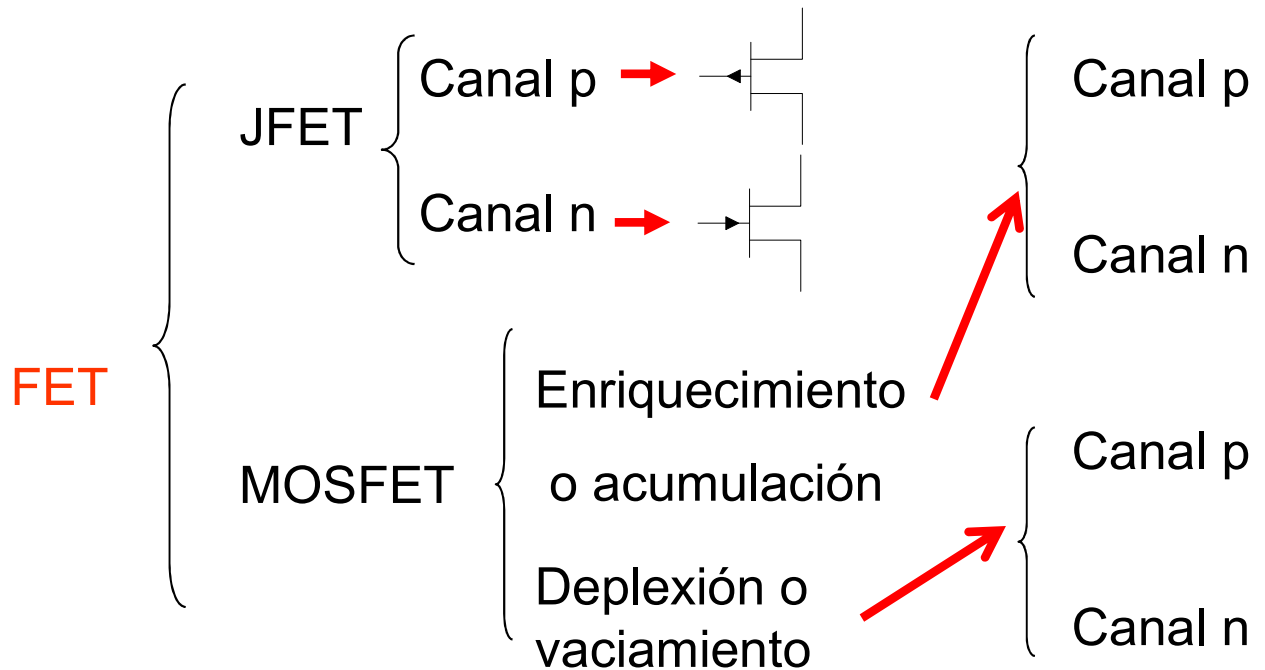 FET
JFET
Canal p
Canal n
MOSFET
Enriquecimiento
o acumulación
Deplexión o
vaciamiento
Canal p
Canal n
Canal p
Canal n